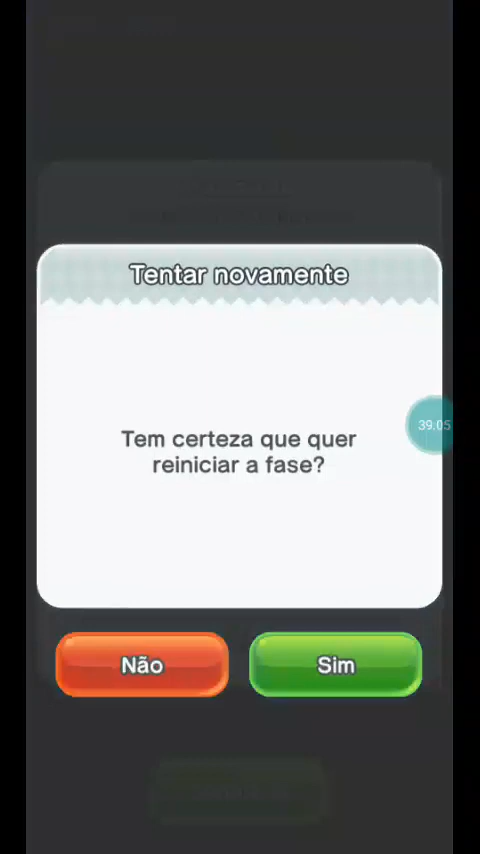 Tentar novamente
Tem certeza que quer
reiniciar a fase?
39:05
Não
Sim